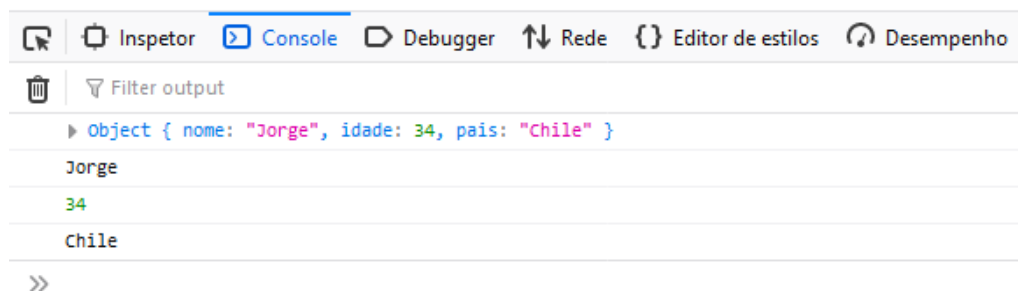 Inspetor Console Debugger Rede {} Editor de estilos Desempenho
Filter output
Object { nome: "Jorge", idade: 34, pais: "Chile" }
Jorge
34
Chile
»